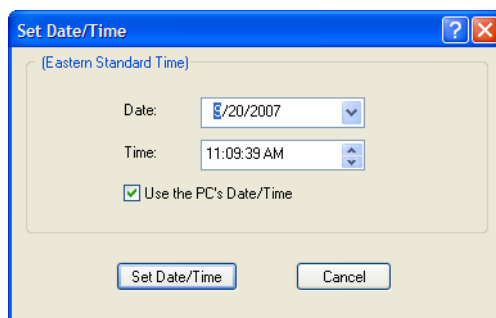 Set Date/Time
(Eastern Standard Time)
Date: 9/20/2007
Time: 11:09:39 AM
Use the PC's Date/Time
Set Date/Time Cancel